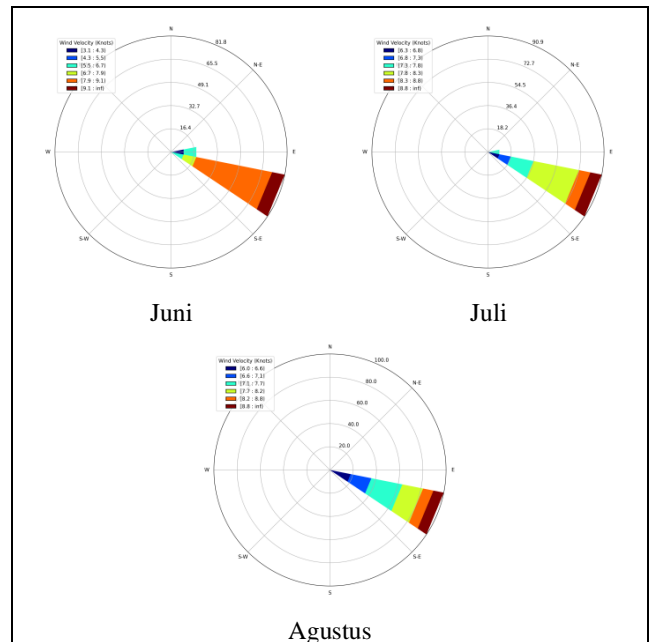 N
81.8
Wind Velocity (Knots)
[3.1 : 4.3)
[4.3 : 5.5)
[5.5 : 6.7)
[6.7 : 7.9)
[7.9 : 9.1)
[9.1 : inf)
65.5
N-E
49.1
32.7
16.4
W
E
S-W
S-E
S
Juni
N
90.9
Wind Velocity (Knots)
[6.3 : 6.8)
[6.8 : 7.3)
[7.3 : 7.8)
[7.8 : 8.3)
[8.3 : 8.8)
[8.8 : inf)
72.7
N-E
54.5
36.4
18.2
W
E
S-W
S-E
S
Juli
N
100.0
Wind Velocity (Knots)
[6.0 : 6.6)
[6.6 : 7.1)
[7.1 : 7.7)
[7.7 : 8.2)
[8.2 : 8.8)
[8.8 : inf)
80.0
N-E
60.0
40.0
20.0
W
E
S-W
S-E
S
Agustus